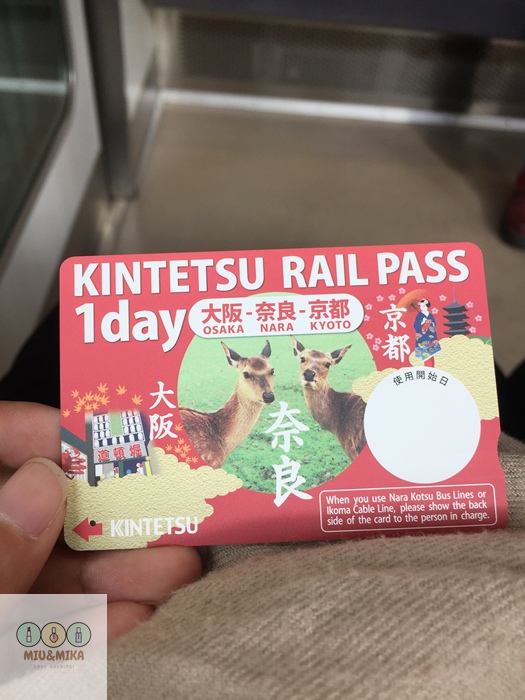 KINTETSU RAIL PASS
1day
大阪-奈良-京都
OSAKA NARA KYOTO
京都
使用開始日
大阪
道頓堀
奈良
When you use Nara Kotsu Bus Lines or
Ikoma Cable Line, please show the back
side of the card to the person in charge.
KINTETSU
MIU&MIKA